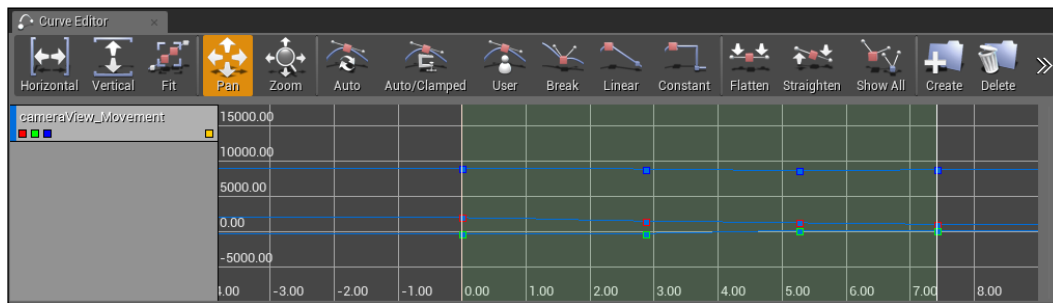 Curve Editor
Horizontal Vertical Fit Pan Zoom Auto Auto/Clamped User Break Linear Constant Flatten Straighten Show All Create Delete
cameraView_Movement
15000.00
10000.00
5000.00
0.00
-5000.00
4.00 -3.00 -2.00 -1.00 0.00 1.00 2.00 3.00 4.00 5.00 6.00 7.00 8.00